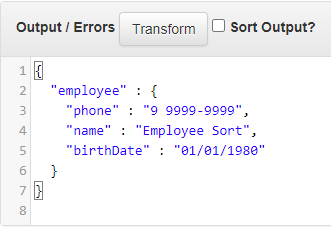 Output / Errors Transform Sort Output?
1 {
2 "employee" : {
3 "phone" : "9 9999-9999",
4 "name" : "Employee Sort",
5 "birthDate" : "01/01/1980"
6 }
7 }
8